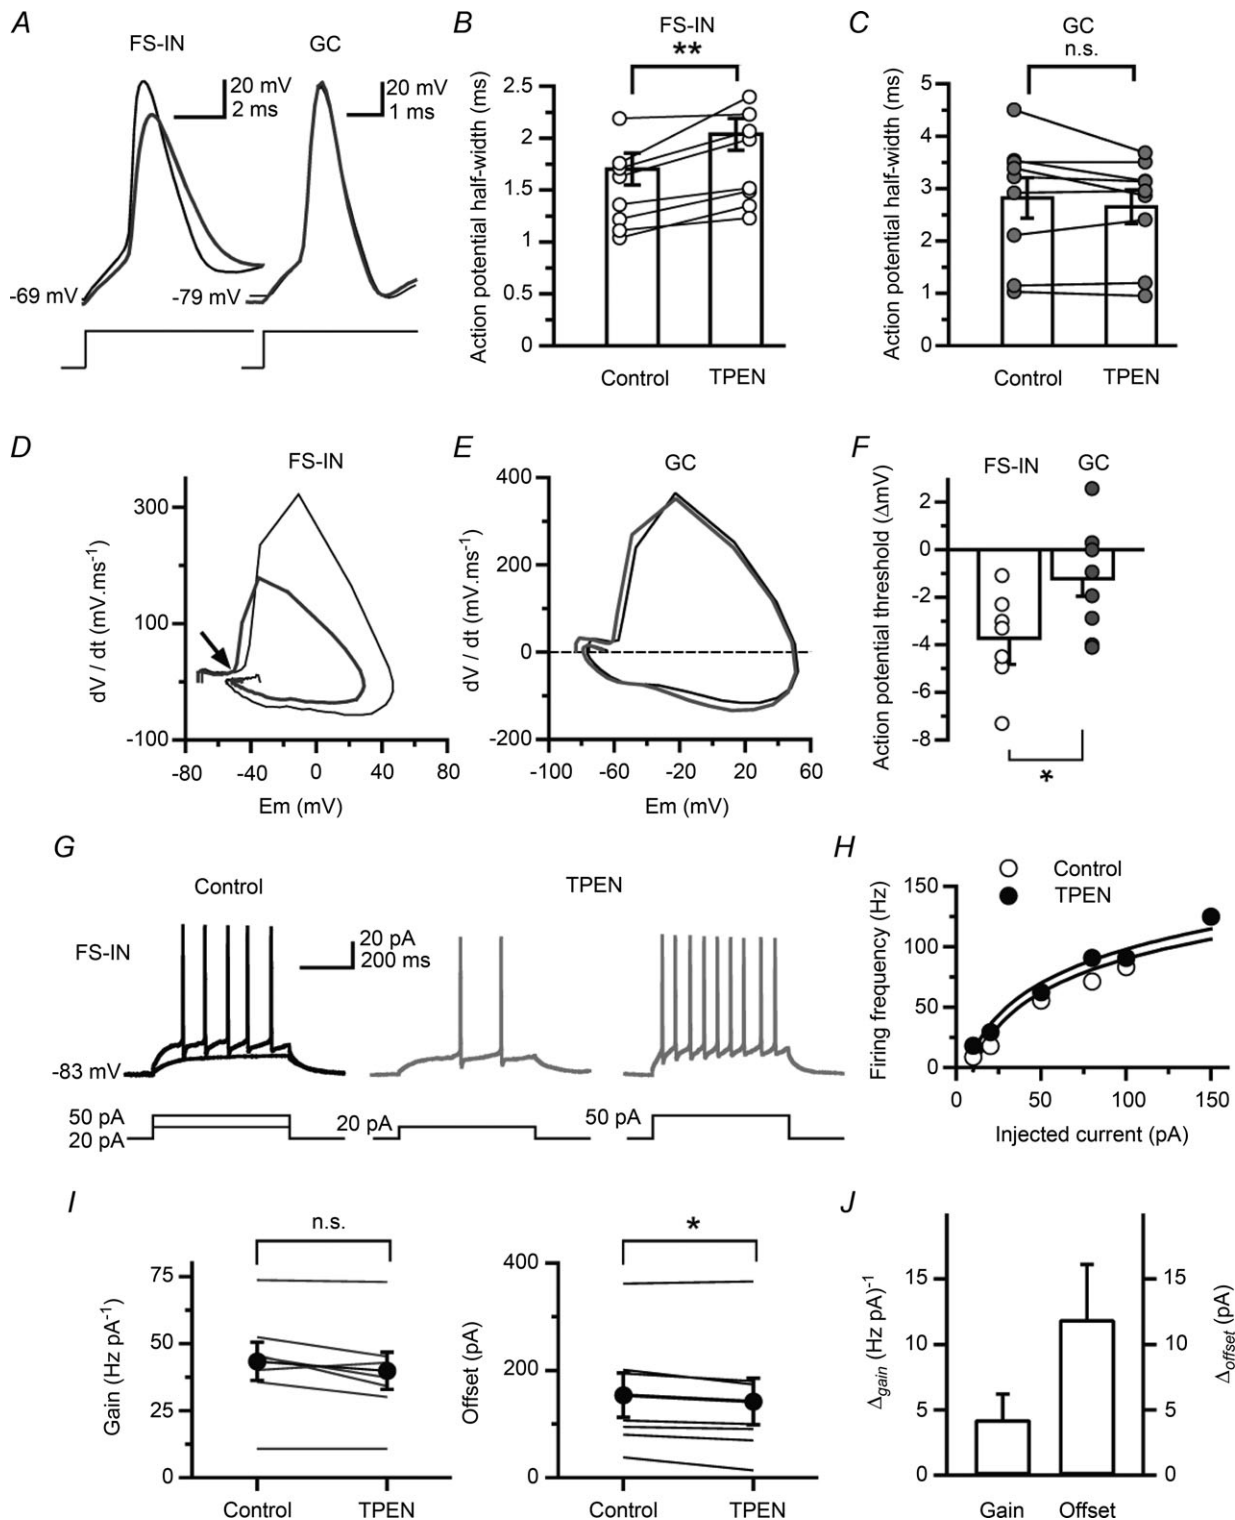 A
FS-IN
GC
20 mV
2 ms
20 mV
1 ms
-69 mV
-79 mV
B
FS-IN
**
Action potential half-width (ms)
2.5
2
1.5
1
0.5
0
Control
TPEN
C
GC
n.s.
Action potential half-width (ms)
5
4
3
2
1
0
Control
TPEN
D
FS-IN
dV / dt (mV.ms-1)
300
100
-100
-80
-40
0
40
80
Em (mV)
E
GC
dV / dt (mV.ms-1)
400
200
0
-200
-100
-60
-20
20
60
Em (mV)
F
FS-IN
GC
Action potential threshold (ΔmV)
2
0
-2
-4
-6
-8
*
G
Control
TPEN
FS-IN
20 pA
200 ms
-83 mV
50 pA
20 pA
20 pA
50 pA
H
Control
TPEN
Firing frequency (Hz)
150
100
50
0
0
50
100
150
Injected current (pA)
I
n.s.
Gain (Hz pA-1)
75
50
25
0
Control
TPEN
*
Offset (pA)
400
200
0
Control
TPEN
J
Δgain (Hz pA)-1
15
10
5
0
15
10
5
0
Δoffset (pA)
Gain
Offset